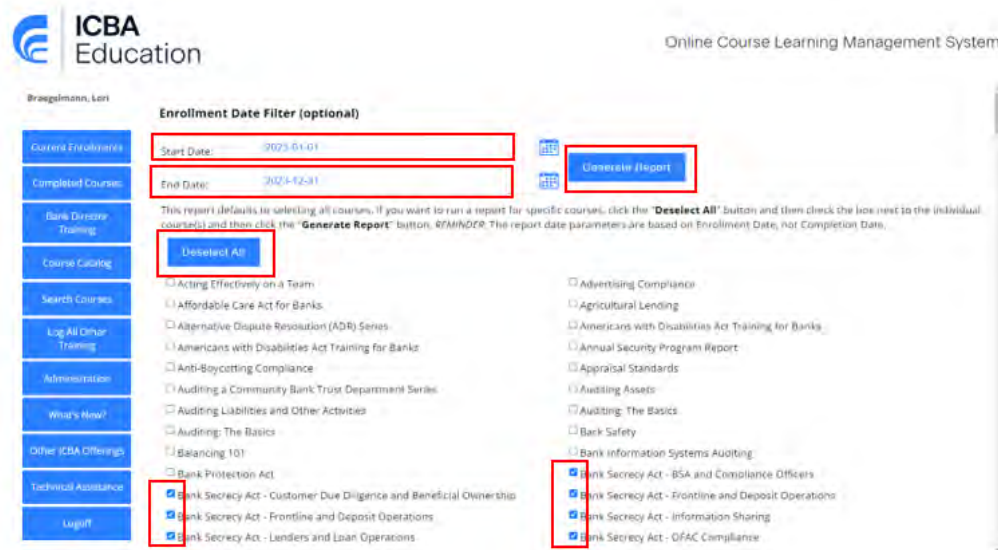 ICBA
Education
Online Course Learning Management System
Braegelmann, Lori
Enrollment Date Filter (optional)
Current Enrollments
Start Date: 2023-01-01
Generate Report
Completed Courses
End Date: 2023-12-31
Bank Director
Training
This report defaults to selecting all courses. If you want to run a report for specific courses, click the "Deselect All" button and then check the box next to the individual
course(s) and then click the "Generate Report" button. REMINDER: The report date parameters are based on Enrollment Date, not Completion Date.
Deselect All
Course Catalog
Search Courses
Log All Other
Training
Administration
What's New?
Other ICBA Offerings
Technical Assistance
Logoff
Acting Effectively on a Team
Advertising Compliance
Affordable Care Act for Banks
Agricultural Lending
Alternative Dispute Resolution (ADR) Series
Americans with Disabilities Act Training for Banks
Americans with Disabilities Act Training for Banks
Annual Security Program Report
Anti-Boycotting Compliance
Appraisal Standards
Auditing a Community Bank Trust Department Series
Auditing Assets
Auditing Liabilities and Other Activities
Auditing: The Basics
Auditing: The Basics
Back Safety
Balancing 101
Bank Information Systems Auditing
Bank Protection Act
Bank Secrecy Act - BSA and Compliance Officers
Bank Secrecy Act - Customer Due Diligence and Beneficial Ownership
Bank Secrecy Act - Frontline and Deposit Operations
Bank Secrecy Act - Frontline and Deposit Operations
Bank Secrecy Act - Information Sharing
Bank Secrecy Act - Lenders and Loan Operations
Bank Secrecy Act - OFAC Compliance